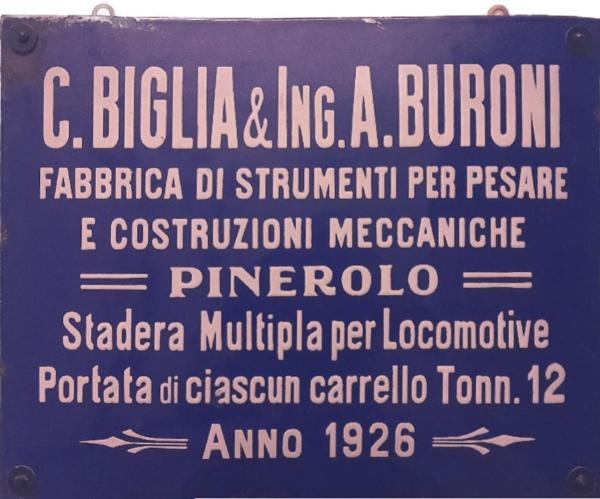 C. BIGLIA & ING. A. BURONI
FABBRICA DI STRUMENTI PER PESARE
E COSTRUZIONI MECCANICHE
PINEROLO
Stadera Multipla per Locomotive
Portata di ciascun carrello Tonn. 12
ANNO 1926